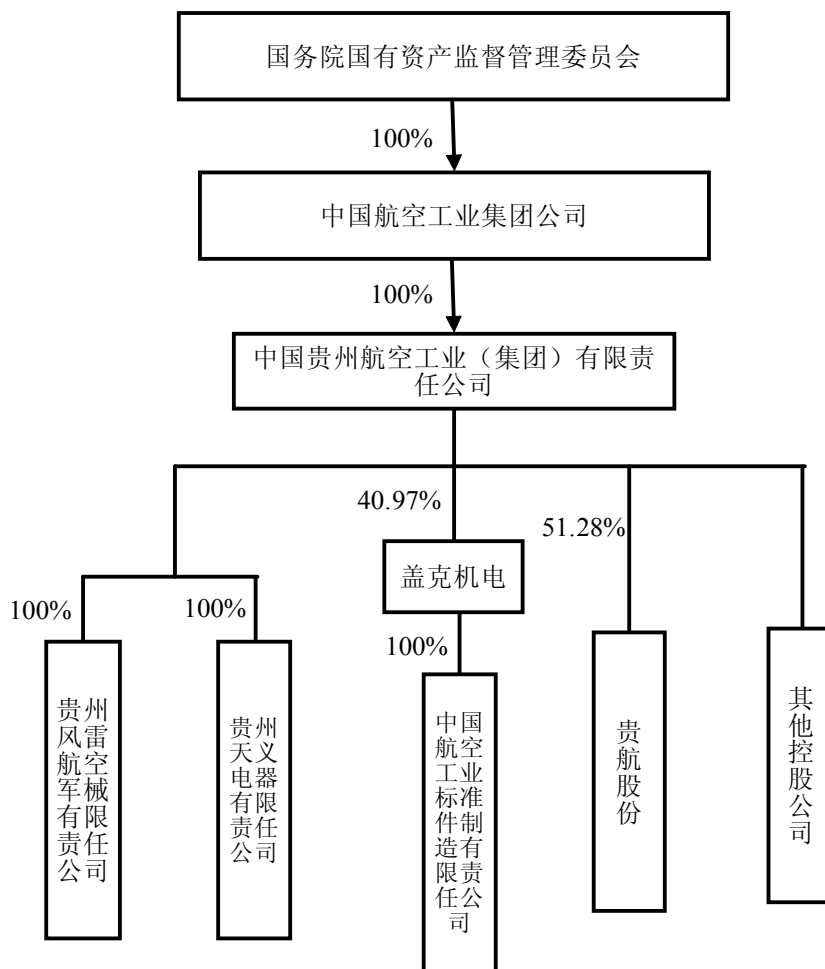 国务院国有资产监督管理委员会
100%
中国航空工业集团公司
100%
中国贵州航空工业（集团）有限责
任公司
40.97%
51.28%
盖克机电
100%
100%
100%
贵州
风雷
航空
军械
有限
责任
公司
贵州
天义
电器
有限
责任
公司
中国
航空
工业
标准
件制
造有
限责
任公
司
贵航股份
其他控股公司